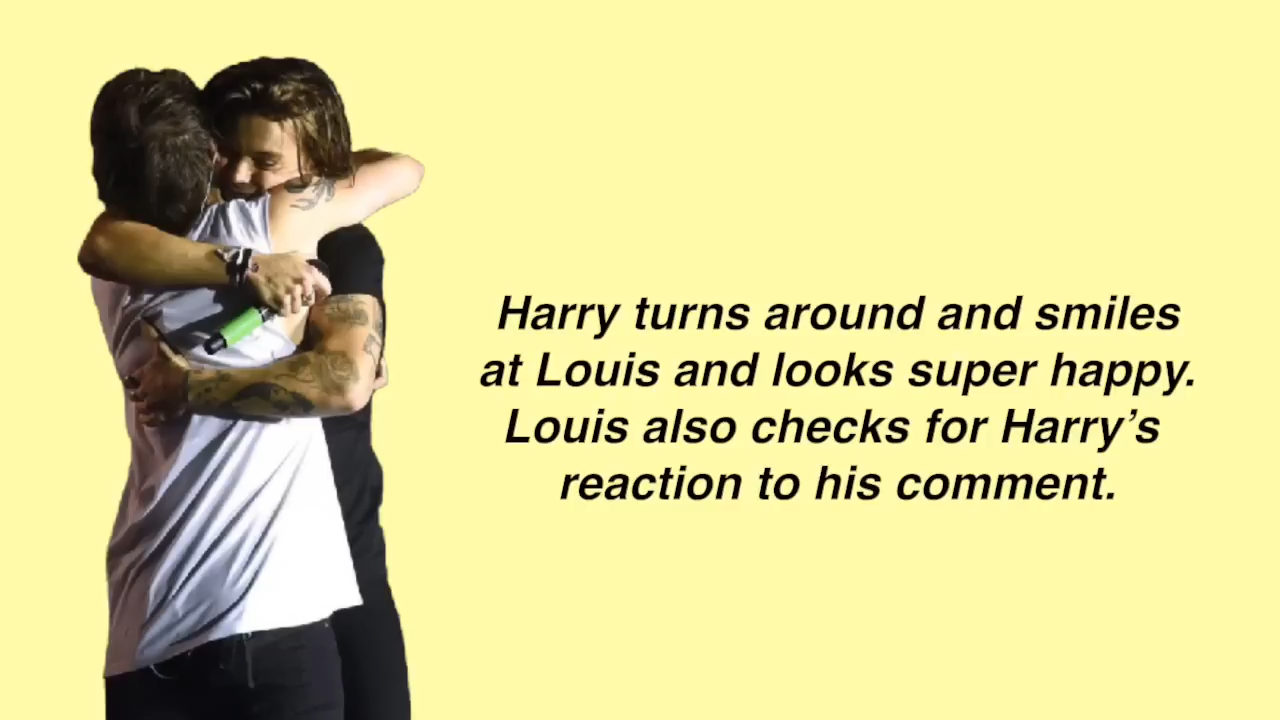 Harry turns around and smiles
at Louis and looks super happy.
Louis also checks for Harry’s
reaction to his comment.